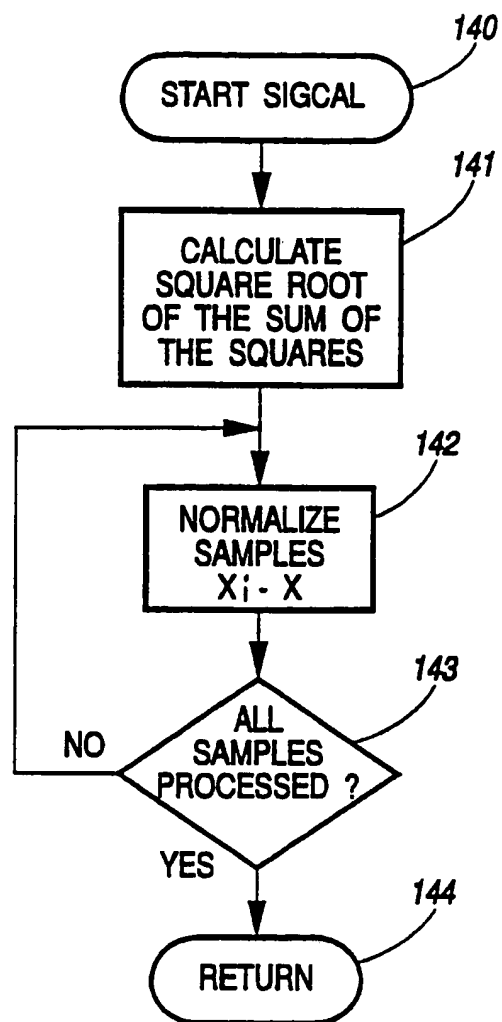 140
START SIGCAL
141
CALCULATE
SQUARE ROOT
OF THE SUM OF
THE SQUARES
142
NORMALIZE
SAMPLES
Xi - X
143
ALL
SAMPLES
PROCESSED ?
NO
YES
144
RETURN